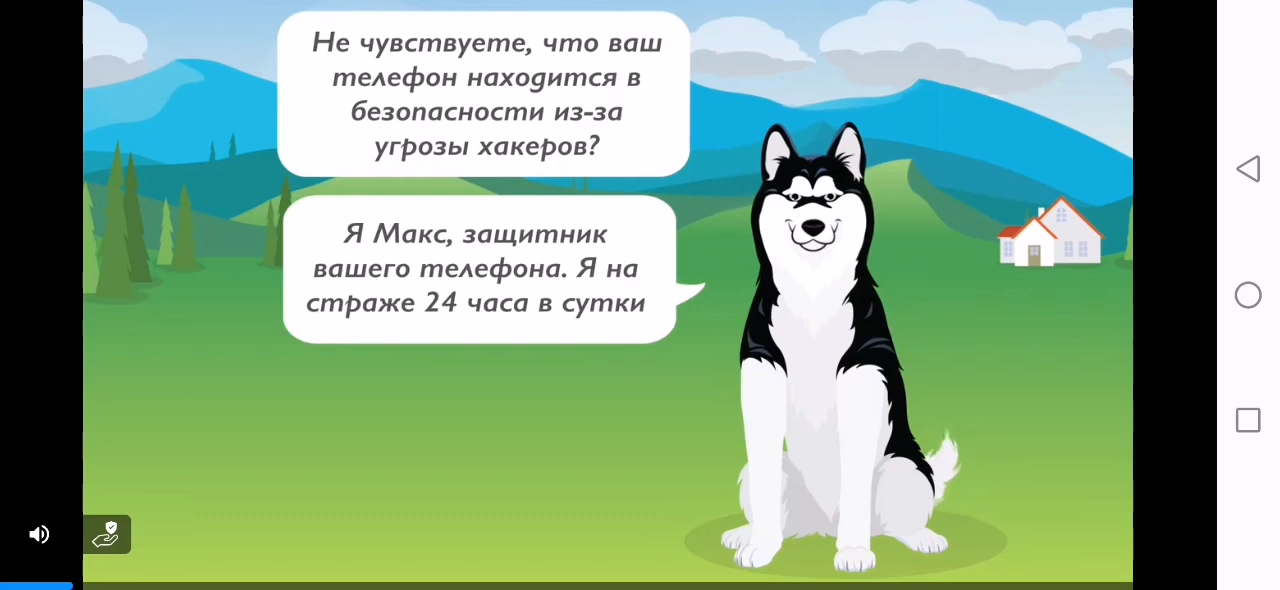 Не чувствуете, что ваш
телефон находится в
безопасности из-за
угрозы хакеров?
Я Макс, защитник
вашего телефона. Я на
страже 24 часа в сутки